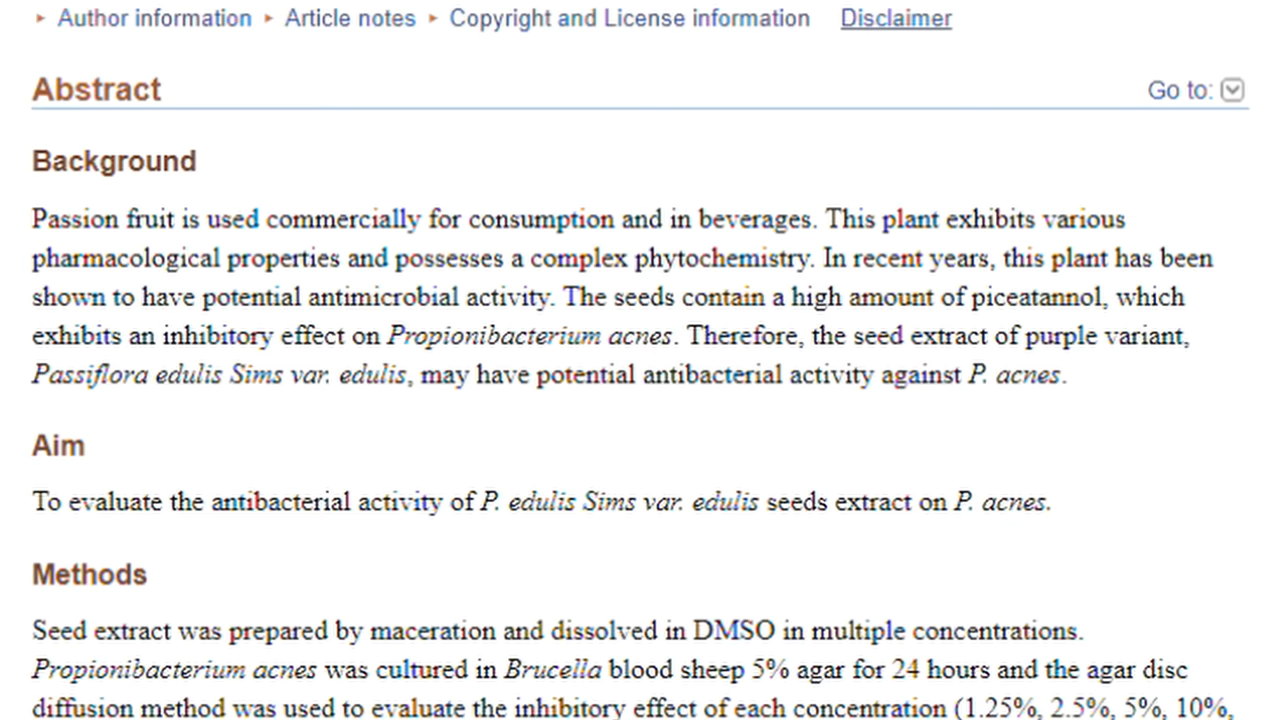 Author information Article notes Copyright and License information Disclaimer
Abstract Go to:
Background
Passion fruit is used commercially for consumption and in beverages. This plant exhibits various
pharmacological properties and possesses a complex phytochemistry. In recent years, this plant has been
shown to have potential antimicrobial activity. The seeds contain a high amount of piceatannol, which
exhibits an inhibitory effect on Propionibacterium acnes. Therefore, the seed extract of purple variant,
Passiflora edulis Sims var. edulis, may have potential antibacterial activity against P. acnes.
Aim
To evaluate the antibacterial activity of P. edulis Sims var. edulis seeds extract on P. acnes.
Methods
Seed extract was prepared by maceration and dissolved in DMSO in multiple concentrations.
Propionibacterium acnes was cultured in Brucella blood sheep 5% agar for 24 hours and the agar disc
diffusion method was used to evaluate the inhibitory effect of each concentration (1.25%, 2.5%, 5%, 10%,